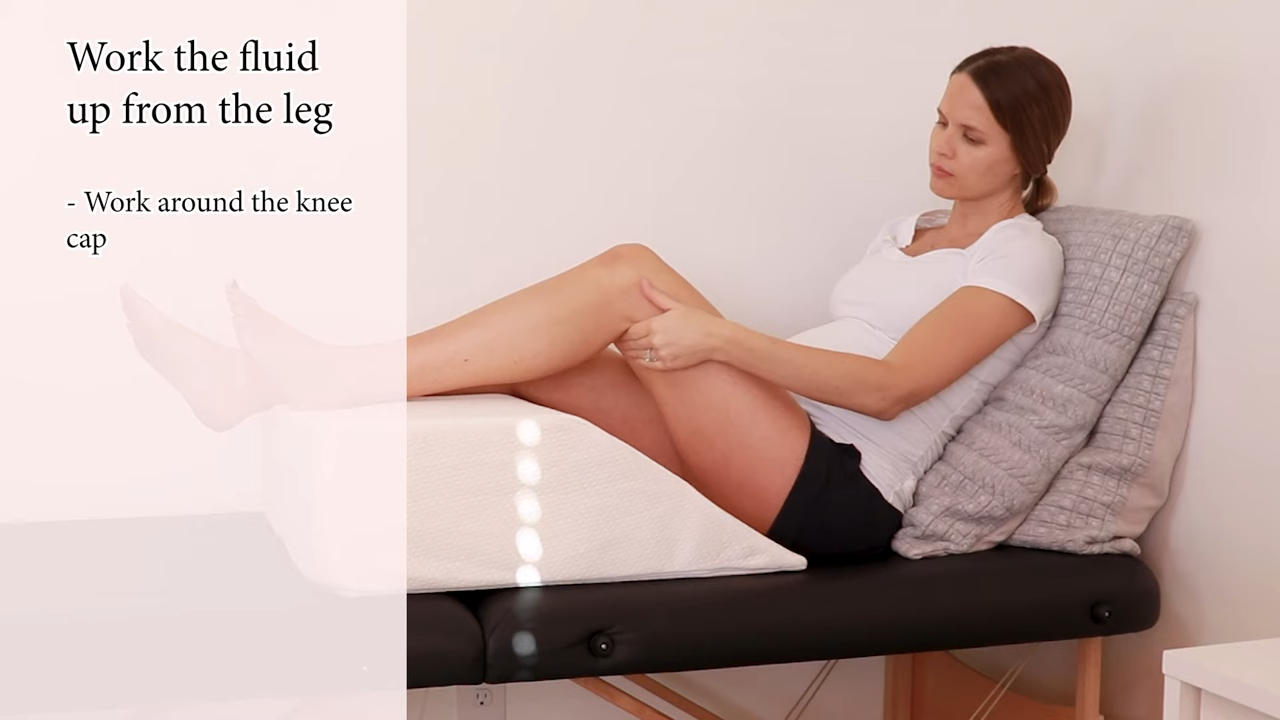 Work the fluid
up from the leg
- Work around the knee
cap